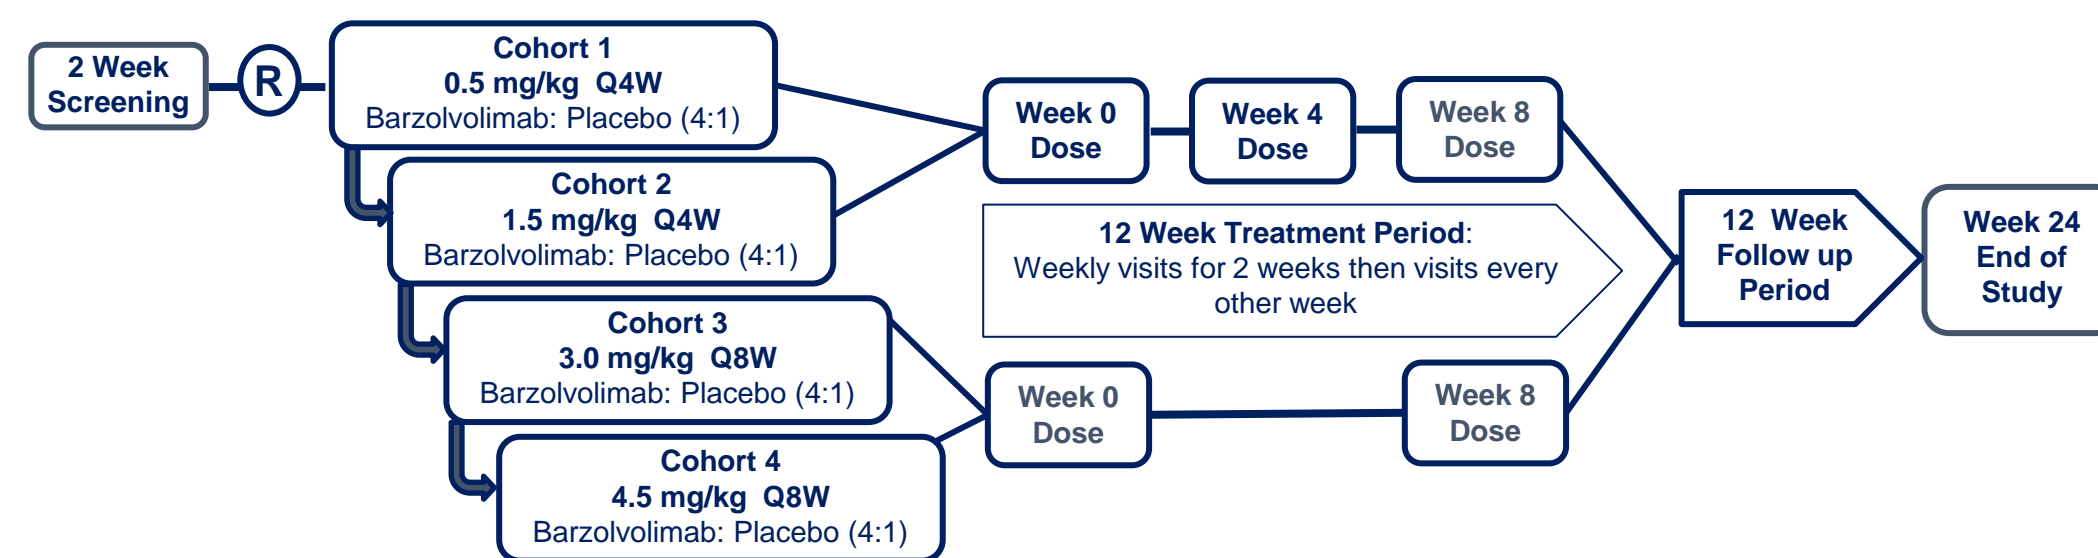 2 Week
Screening
R
Cohort 1
0.5 mg/kg Q4W
Barzolvolimab: Placebo (4:1)
Cohort 2
1.5 mg/kg Q4W
Barzolvolimab: Placebo (4:1)
Cohort 3
3.0 mg/kg Q8W
Barzolvolimab: Placebo (4:1)
Cohort 4
4.5 mg/kg Q8W
Barzolvolimab: Placebo (4:1)
Week 0
Dose
Week 4
Dose
Week 8
Dose
12 Week Treatment Period:
Weekly visits for 2 weeks then visits every
other week
Week 0
Dose
Week 8
Dose
12 Week
Follow up
Period
Week 24
End of
Study